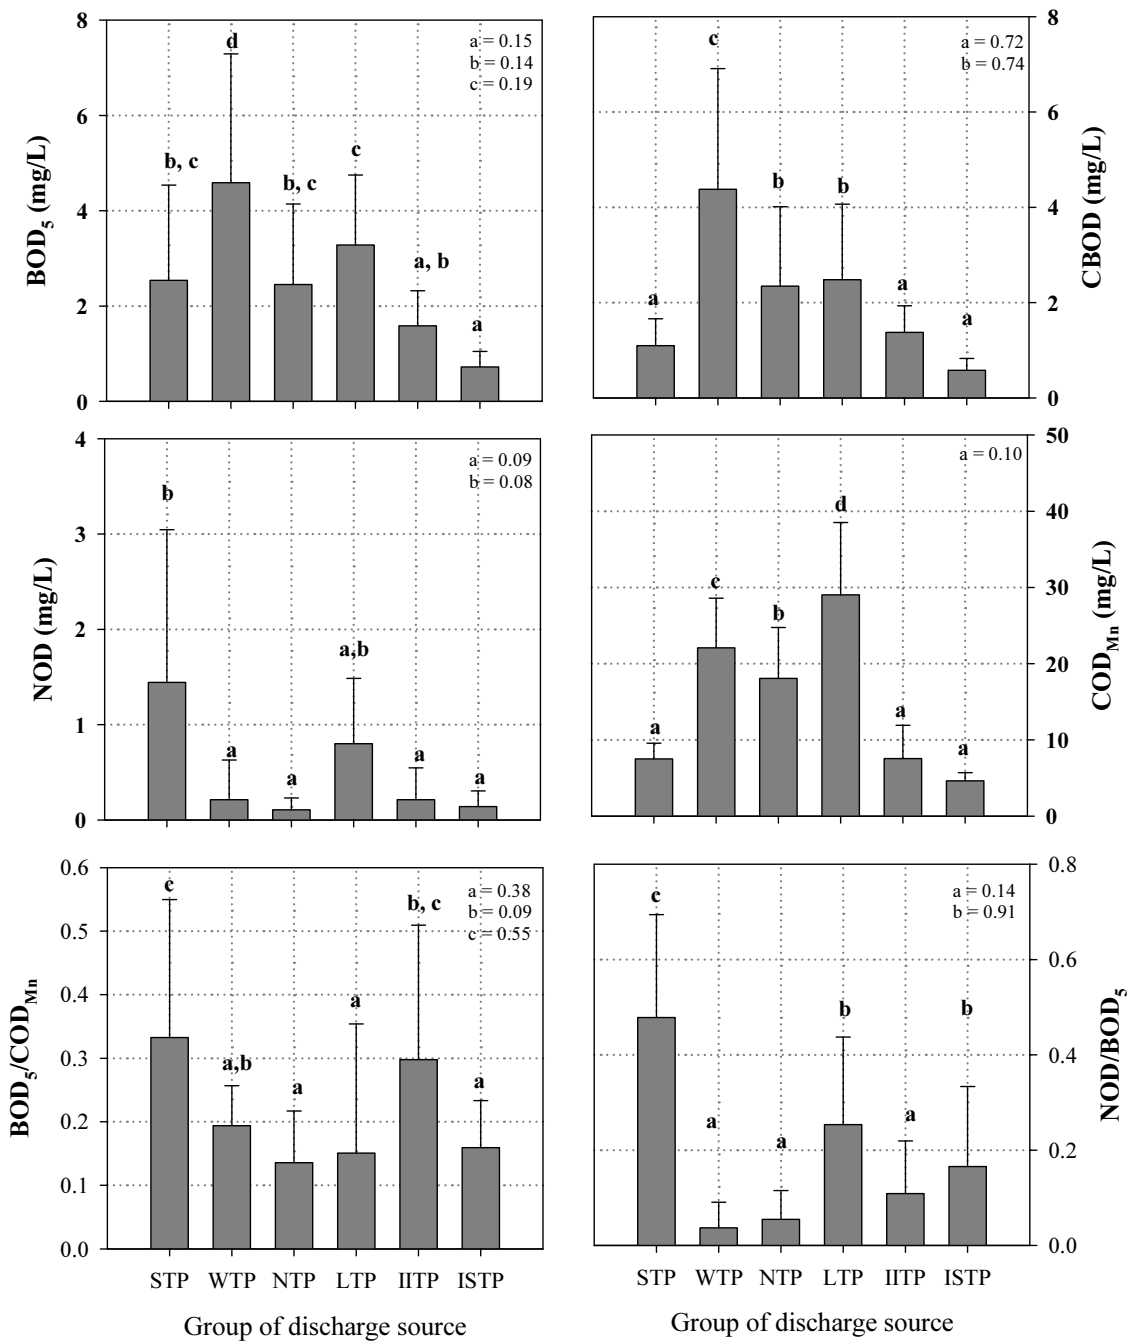 8
6
4
2
0
BOD5 (mg/L)
b, c
d
b, c
c
a, b
a
a = 0.15
b = 0.14
c = 0.19
8
6
4
2
0
CBOD (mg/L)
a
c
b
b
a
a
a = 0.72
b = 0.74
4
3
2
1
0
NOD (mg/L)
b
a
a
a,b
a
a
a = 0.09
b = 0.08
50
40
30
20
10
0
CODMn (mg/L)
a
c
b
d
a
a
a = 0.10
0.6
0.5
0.4
0.3
0.2
0.1
0.0
BOD5/CODMn
c
a,b
a
a
b, c
a
a = 0.38
b = 0.09
c = 0.55
STP WTP NTP LTP IITP ISTP
Group of discharge source
0.8
0.6
0.4
0.2
0.0
NOD/BOD5
c
a
a
b
a
b
a = 0.14
b = 0.91
STP WTP NTP LTP IITP ISTP
Group of discharge source